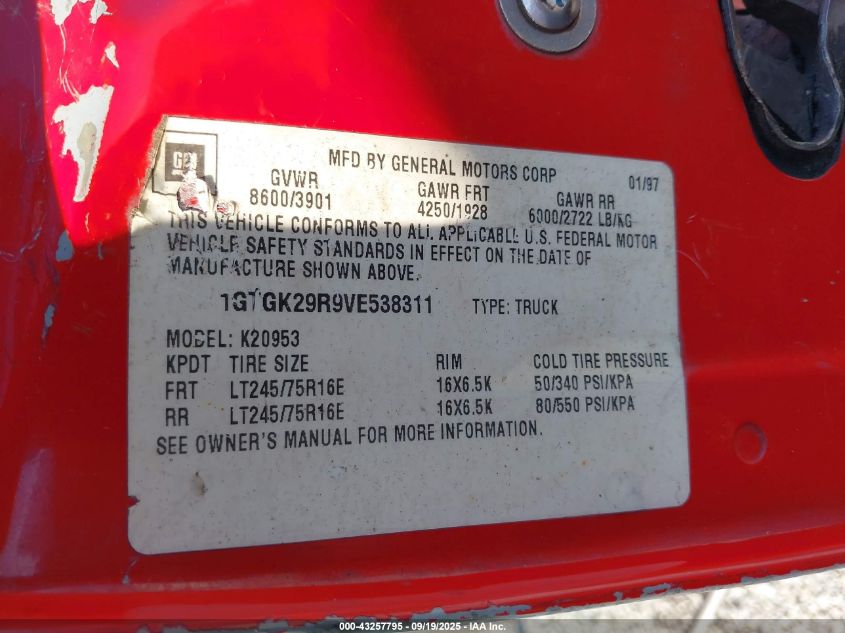 GM
MFD BY GENERAL MOTORS CORP 01/97
GVWR GAWR FRT GAWR RR
8600/3901 4250/1928 6000/2722 LB/KG
THIS VEHICLE CONFORMS TO ALL APPLICABLE U.S. FEDERAL MOTOR
VEHICLE SAFETY STANDARDS IN EFFECT ON THE DATE OF
MANUFACTURE SHOWN ABOVE.
1GTGK29R9VE538311 TYPE: TRUCK
MODEL: K20953
KPDT TIRE SIZE RIM COLD TIRE PRESSURE
FRT LT245/75R16E 16X6.5K 50/340 PSI/KPA
RR LT245/75R16E 16X6.5K 80/550 PSI/KPA
SEE OWNER'S MANUAL FOR MORE INFORMATION.
000-43257795 - 09/19/2025 - IAA Inc.